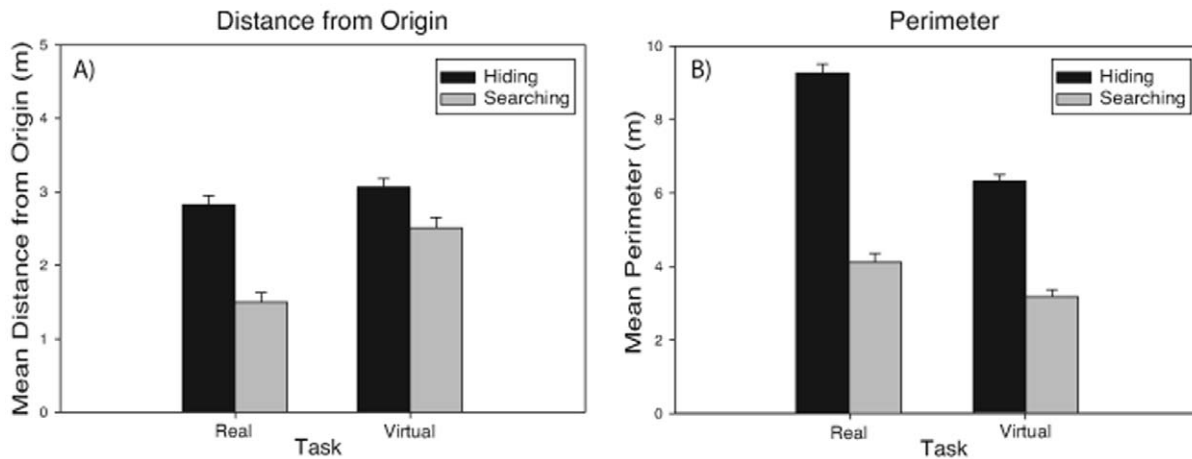 Distance from Origin
A)
Hiding
Searching
Mean Distance from Origin (m)
5
4
3
2
1
0
Real
Virtual
Task
Perimeter
B)
Hiding
Searching
Mean Perimeter (m)
10
8
6
4
2
0
Real
Virtual
Task